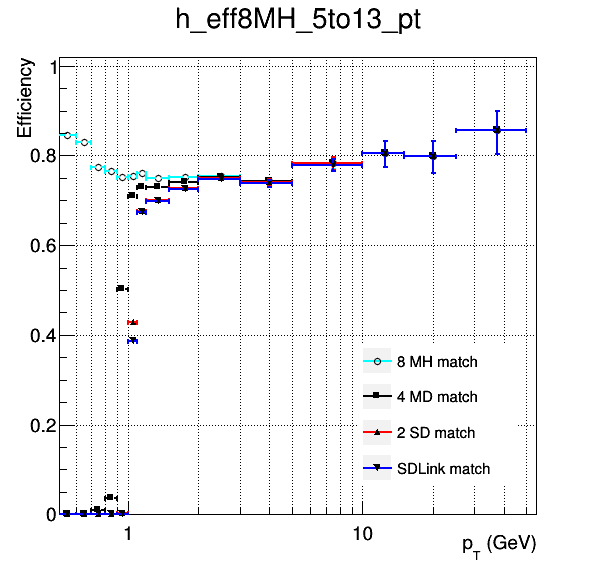 h_eff8MH_5to13_pt
Efficiency
1
0.8
0.6
0.4
0.2
0
8 MH match
4 MD match
2 SD match
SDLink match
1
10
p_T (GeV)